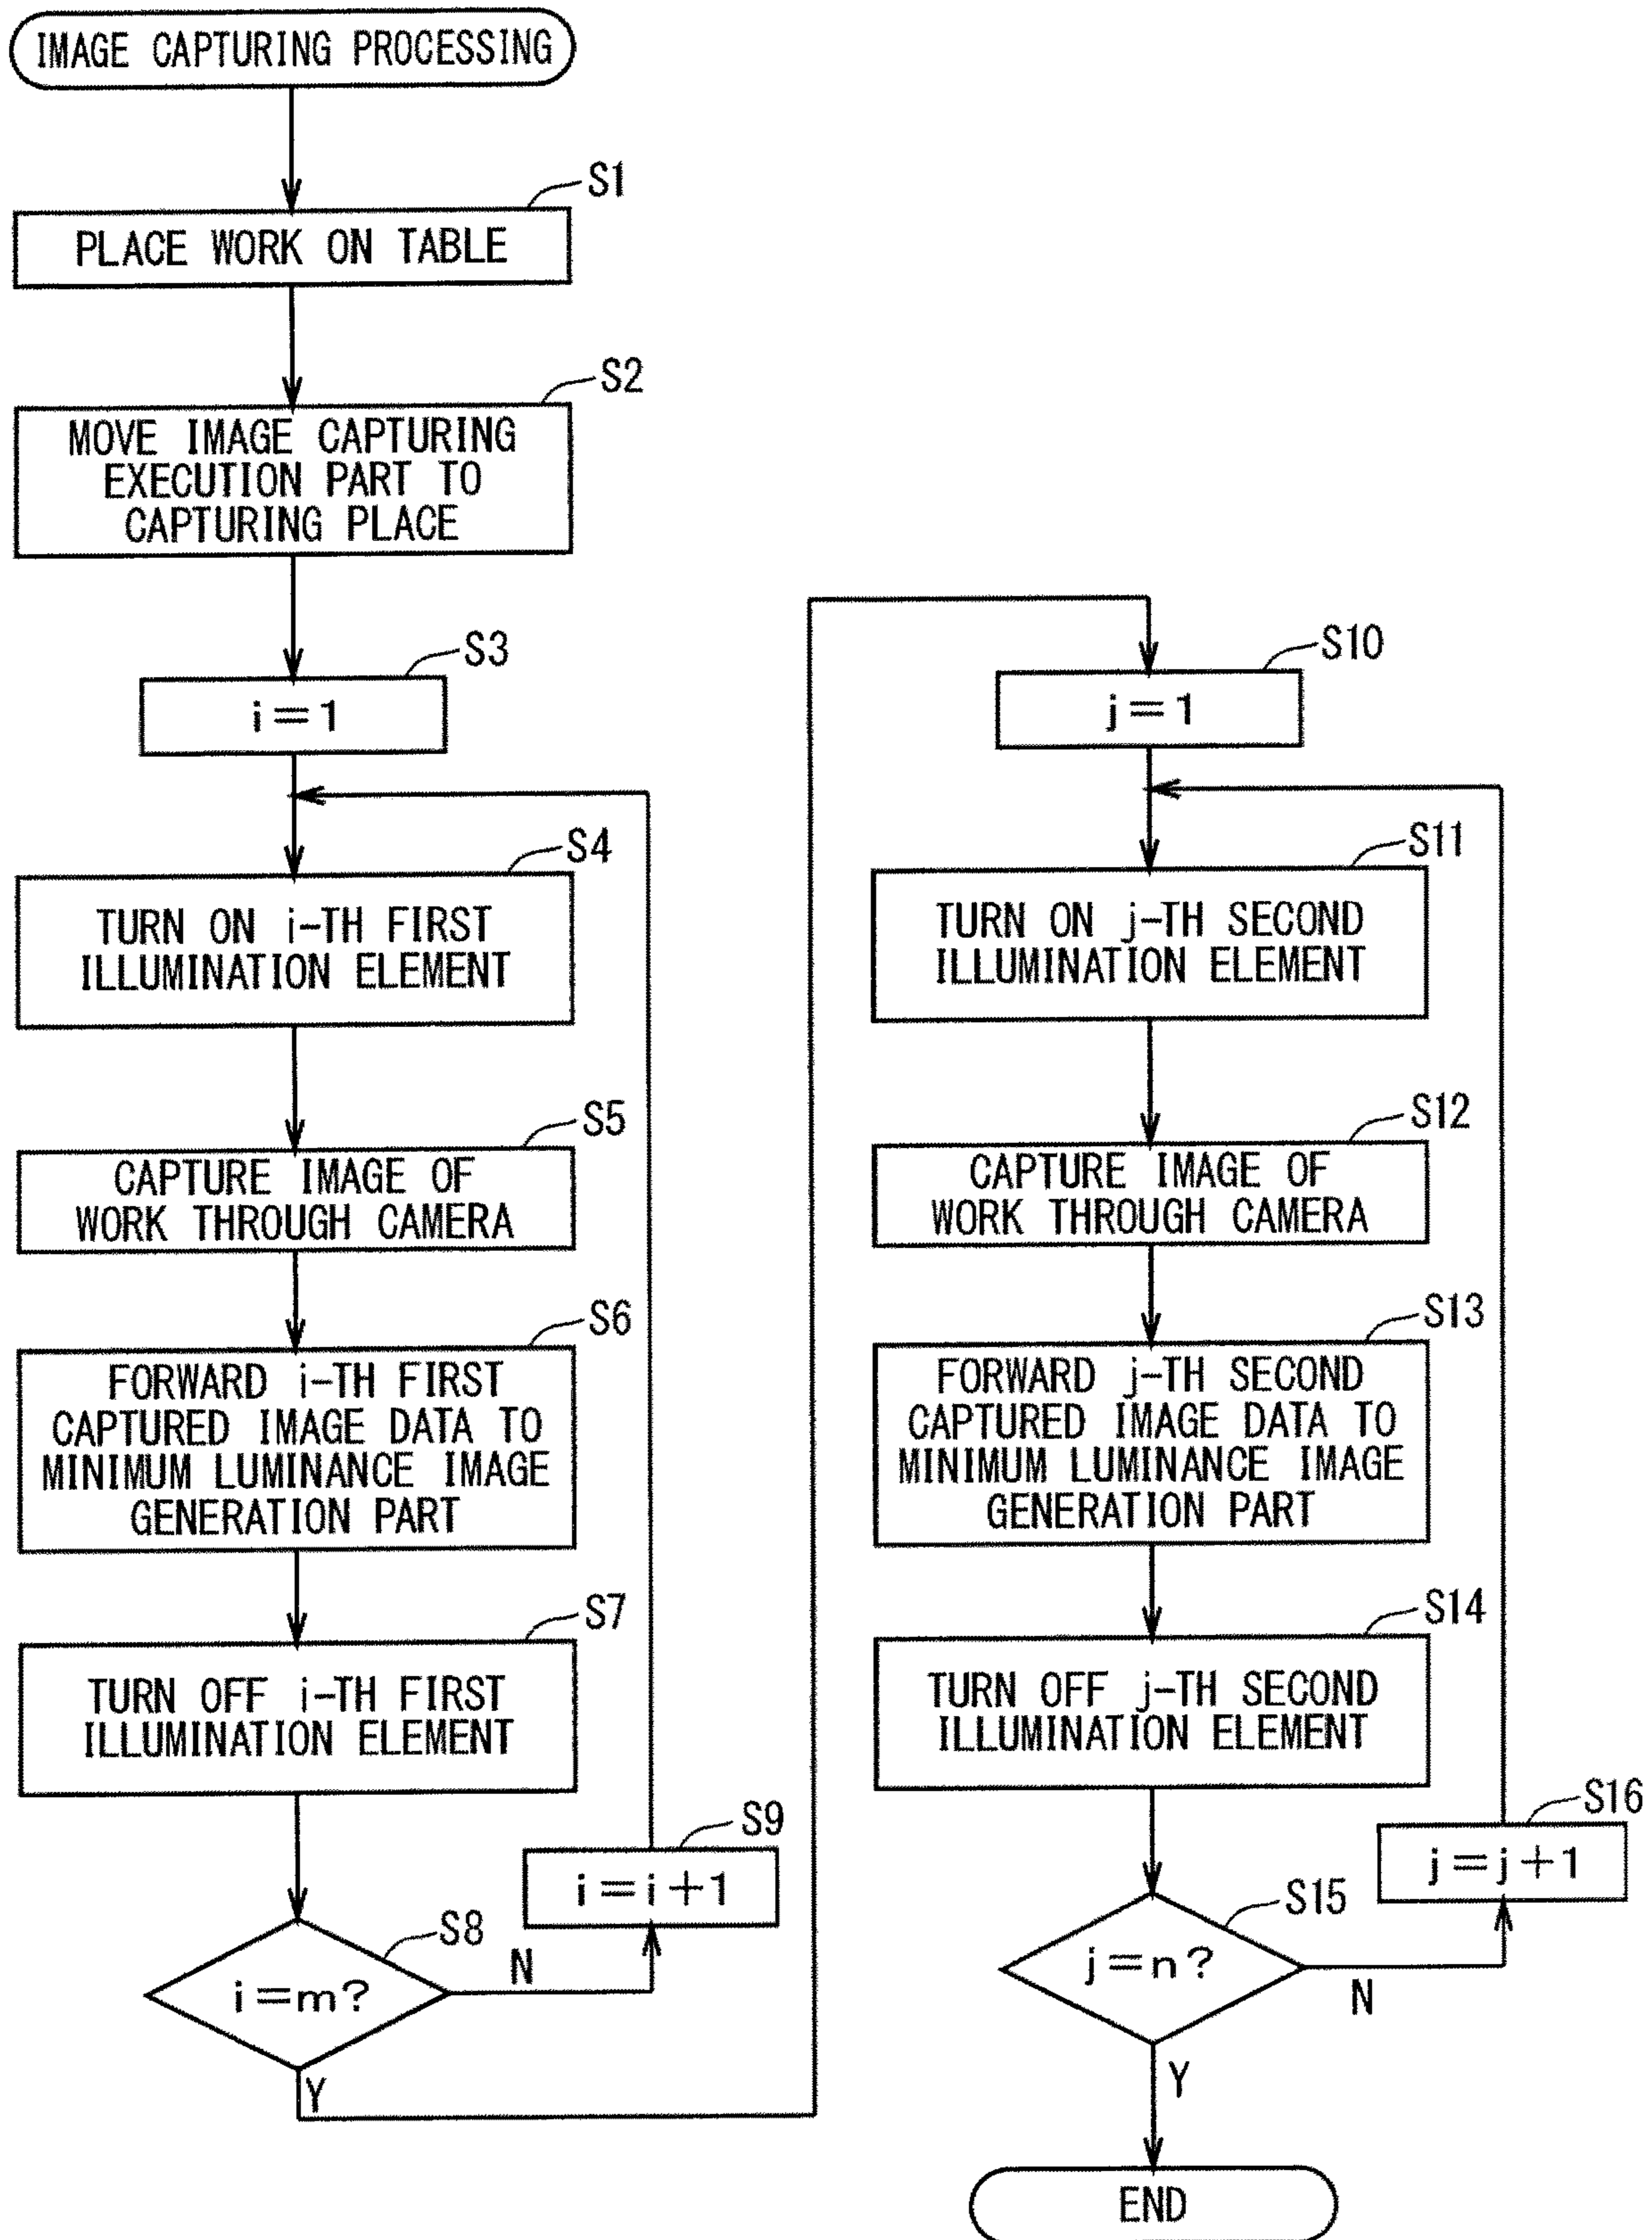 IMAGE CAPTURING PROCESSING
S1
PLACE WORK ON TABLE
S2
MOVE IMAGE CAPTURING
EXECUTION PART TO
CAPTURING PLACE
S3
i=1
S4
TURN ON i-TH FIRST
ILLUMINATION ELEMENT
S5
CAPTURE IMAGE OF
WORK THROUGH CAMERA
S6
FORWARD i-TH FIRST
CAPTURED IMAGE DATA TO
MINIMUM LUMINANCE IMAGE
GENERATION PART
S7
TURN OFF i-TH FIRST
ILLUMINATION ELEMENT
S8
i=m?
N
S9
i=i+1
Y
S10
j=1
S11
TURN ON j-TH SECOND
ILLUMINATION ELEMENT
S12
CAPTURE IMAGE OF
WORK THROUGH CAMERA
S13
FORWARD j-TH SECOND
CAPTURED IMAGE DATA TO
MINIMUM LUMINANCE IMAGE
GENERATION PART
S14
TURN OFF j-TH SECOND
ILLUMINATION ELEMENT
S15
j=n?
N
S16
j=j+1
Y
END